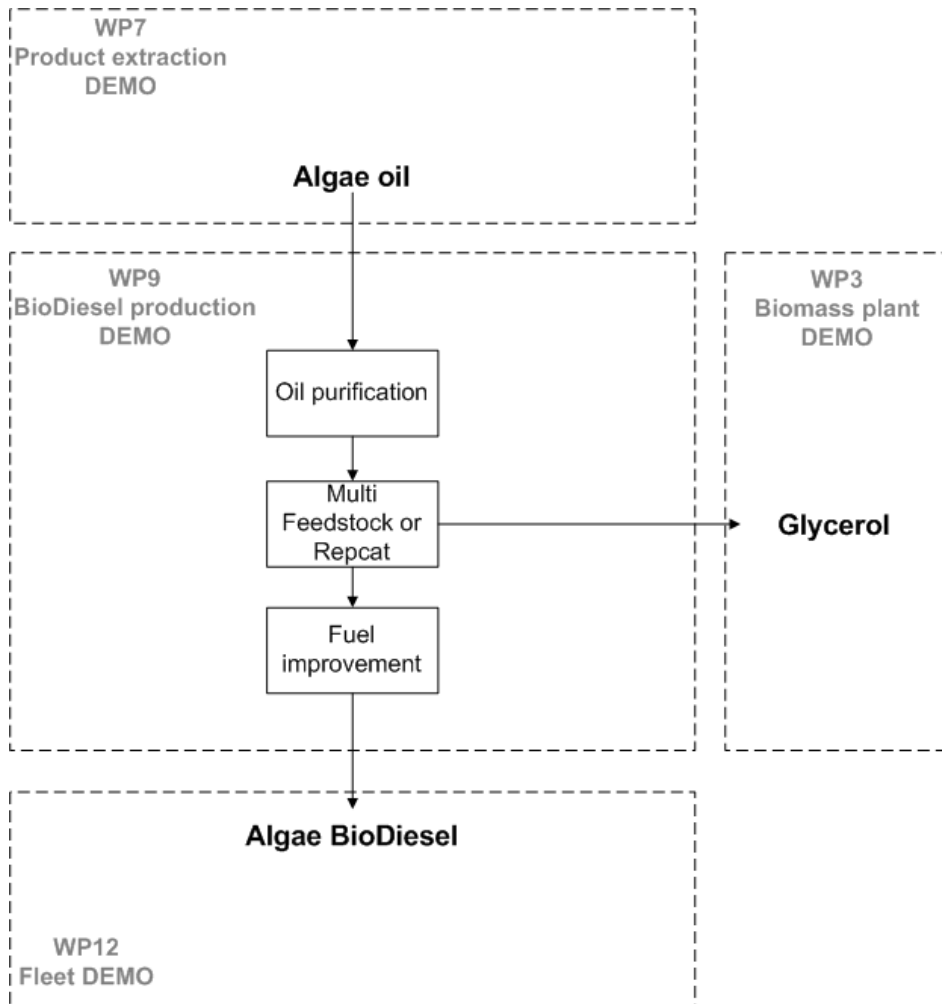 WP7
Product extraction
DEMO
Algae oil
WP9
BioDiesel production
DEMO
WP3
Biomass plant
DEMO
Oil purification
Multi
Feedstock or
Repcat
Glycerol
Fuel
improvement
Algae BioDiesel
WP12
Fleet DEMO